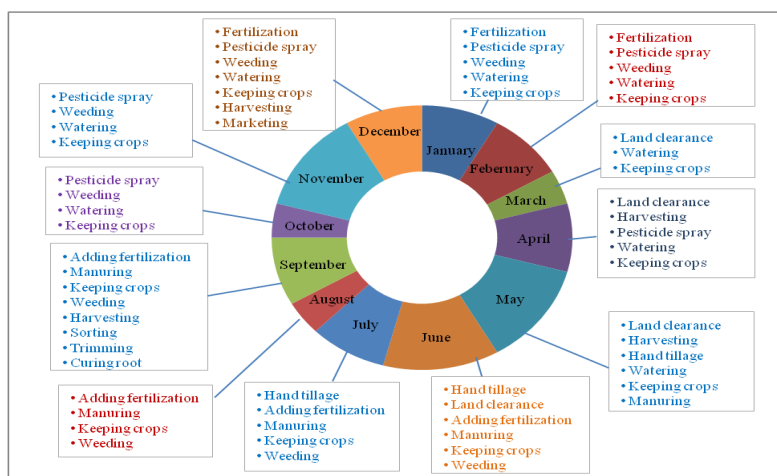 • Fertilization
• Pesticide spray
• Weeding
• Watering
• Keeping crops
• Harvesting
• Marketing
• Fertilization
• Pesticide spray
• Weeding
• Watering
• Keeping crops
• Fertilization
• Pesticide spray
• Weeding
• Watering
• Keeping crops
• Pesticide spray
• Weeding
• Watering
• Keeping crops
December
January
Feberuary
March
April
May
June
July
August
September
October
November
• Land clearance
• Watering
• Keeping crops
• Pesticide spray
• Weeding
• Watering
• Keeping crops
• Land clearance
• Harvesting
• Pesticide spray
• Watering
• Keeping crops
• Adding fertilization
• Manuring
• Keeping crops
• Weeding
• Harvesting
• Sorting
• Trimming
• Curing root
• Land clearance
• Harvesting
• Hand tillage
• Watering
• Keeping crops
• Manuring
• Adding fertilization
• Manuring
• Keeping crops
• Weeding
• Hand tillage
• Adding fertilization
• Manuring
• Keeping crops
• Weeding
• Hand tillage
• Land clearance
• Adding fertilization
• Manuring
• Keeping crops
• Weeding